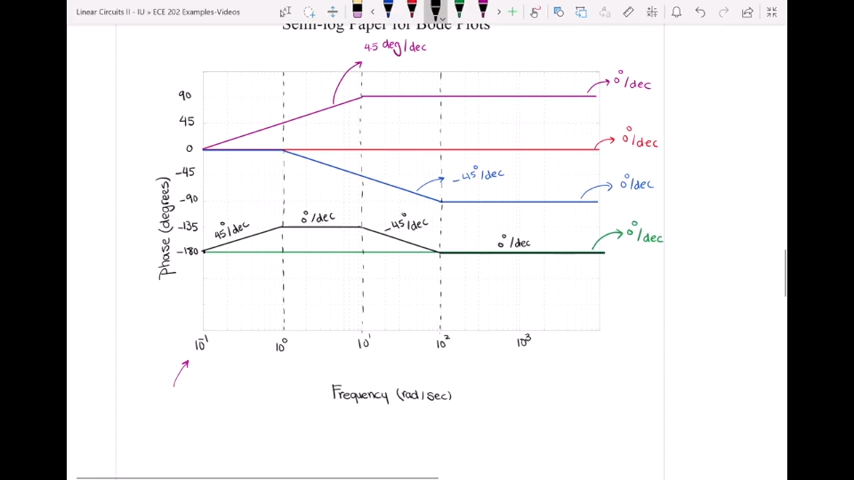 Linear Circuits II - IU » ECE 202 Examples-Videos
Semi-log Paper for Bode Plots
45 deg/dec
90
0°/dec
45
0
0°/dec
-45
-45°/dec
0°/dec
-90
-135
45°/dec
0°/dec
-45°/dec
0°/dec
0°/dec
-180
Phase (degrees)
10-1
10⁰
10¹
10²
10³
Frequency (rad/sec)